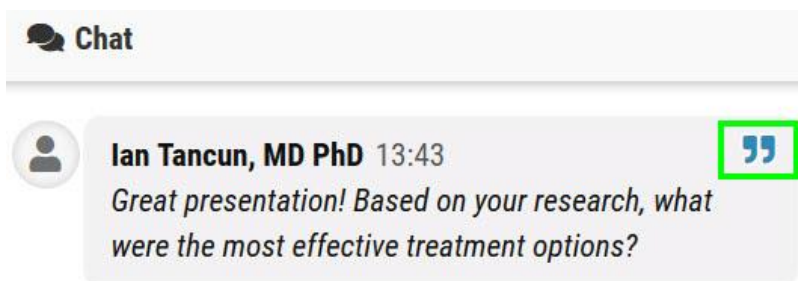 Chat
Ian Tancun, MD PhD 13:43
Great presentation! Based on your research, what
were the most effective treatment options?